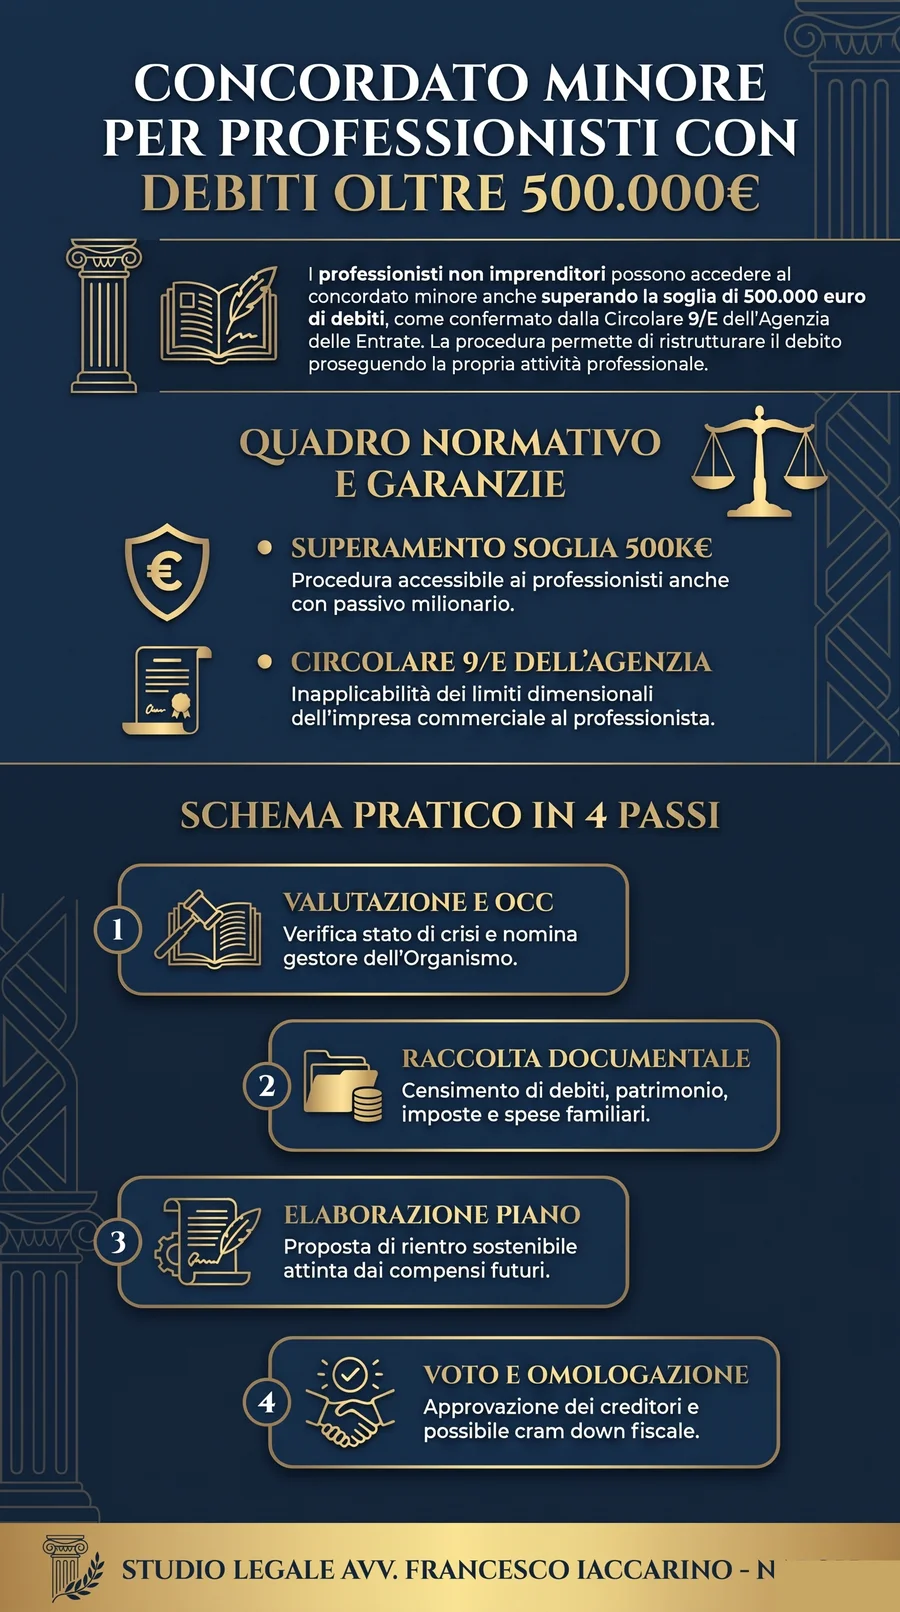 CONCORDATO MINORE
PER PROFESSIONISTI CON
DEBITI OLTRE 500.000€
I professionisti non imprenditori possono accedere al
concordato minore anche superando la soglia di 500.000 euro
di debiti, come confermato dalla Circolare 9/E dell'Agenzia
delle Entrate. La procedura permette di ristrutturare il debito
proseguendo la propria attività professionale.
QUADRO NORMATIVO
E GARANZIE
€
• SUPERAMENTO SOGLIA 500K€
Procedura accessibile ai professionisti anche
con passivo milionario.
• CIRCOLARE 9/E DELL'AGENZIA
Inapplicabilità dei limiti dimensionali
dell'impresa commerciale al professionista.
SCHEMA PRATICO IN 4 PASSI
1
VALUTAZIONE E OCC
Verifica stato di crisi e nomina
gestore dell'Organismo.
2
RACCOLTA DOCUMENTALE
Censimento di debiti, patrimonio,
imposte e spese familiari.
3
ELABORAZIONE PIANO
Proposta di rientro sostenibile
attinta dai compensi futuri.
4
VOTO E OMOLOGAZIONE
Approvazione dei creditori e
possibile cram down fiscale.
STUDIO LEGALE AVV. FRANCESCO IACCARINO - N